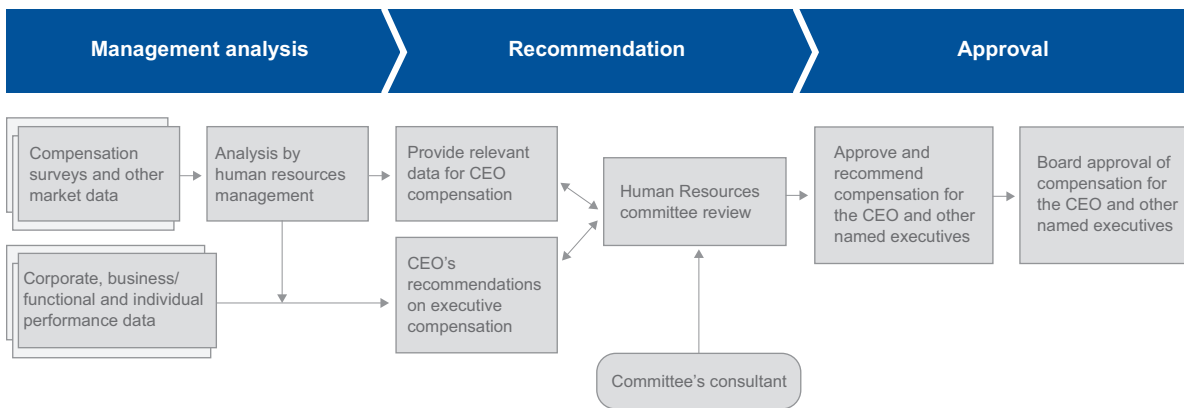 Management analysis
Recommendation
Approval
Compensation
surveys and other
market data
Analysis by
human resources
management
Provide relevant
data for CEO
compensation
Human Resources
committee review
Approve and
recommend
compensation for
the CEO and other
named executives
Board approval of
compensation for
the CEO and other
named executives
Corporate, business/
functional and individual
performance data
CEO’s
recommendations
on executive
compensation
Committee’s consultant